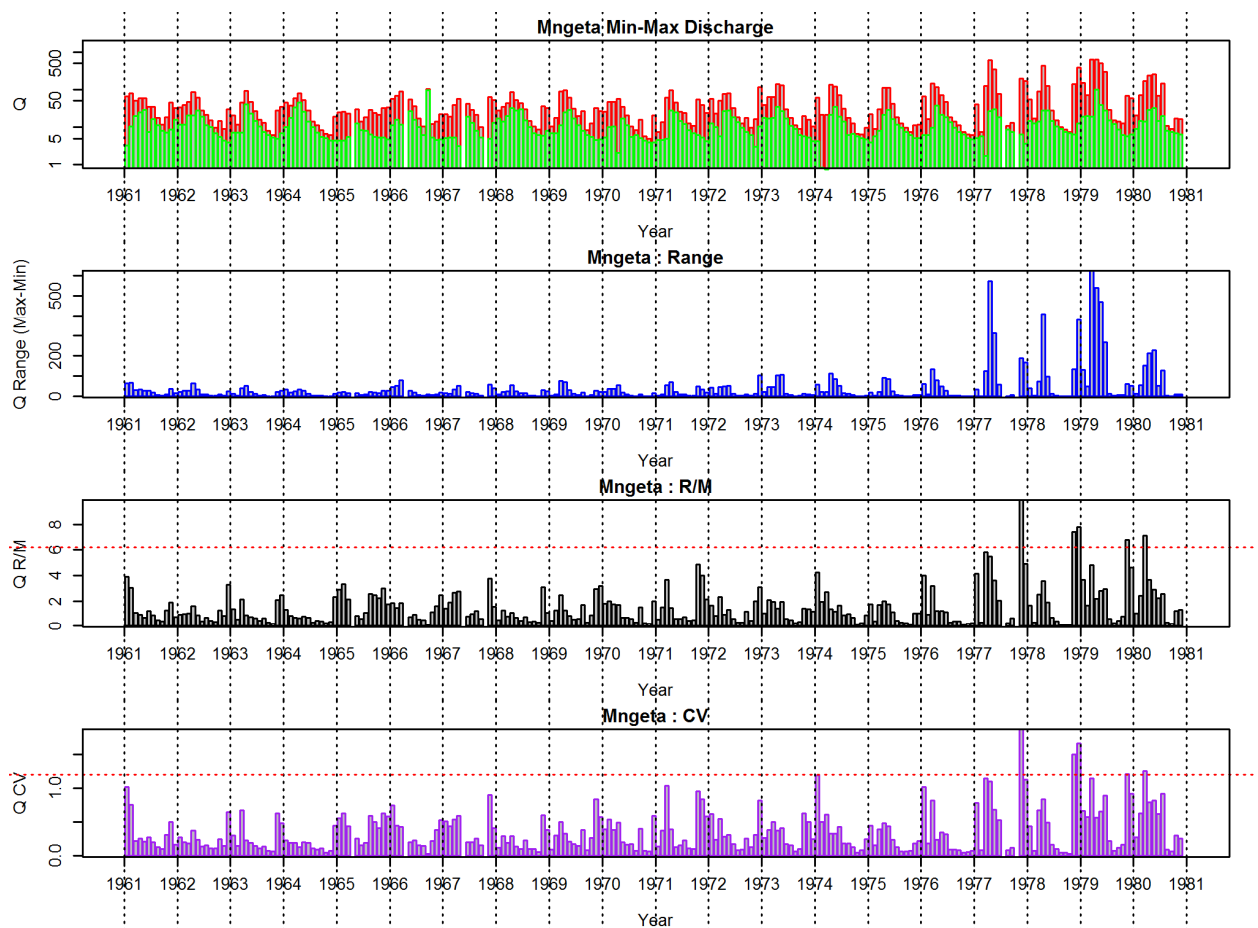 Mngeta Min-Max Discharge
Q
500
50
5
1
1961 1962 1963 1964 1965 1966 1967 1968 1969 1970 1971 1972 1973 1974 1975 1976 1977 1978 1979 1980 1981
Year
Mngeta : Range
Q Range (Max-Min)
500
200
0
1961 1962 1963 1964 1965 1966 1967 1968 1969 1970 1971 1972 1973 1974 1975 1976 1977 1978 1979 1980 1981
Year
Mngeta : R/M
Q R/M
8
6
4
2
0
1961 1962 1963 1964 1965 1966 1967 1968 1969 1970 1971 1972 1973 1974 1975 1976 1977 1978 1979 1980 1981
Year
Mngeta : CV
Q CV
1.0
0.0
1961 1962 1963 1964 1965 1966 1967 1968 1969 1970 1971 1972 1973 1974 1975 1976 1977 1978 1979 1980 1981
Year